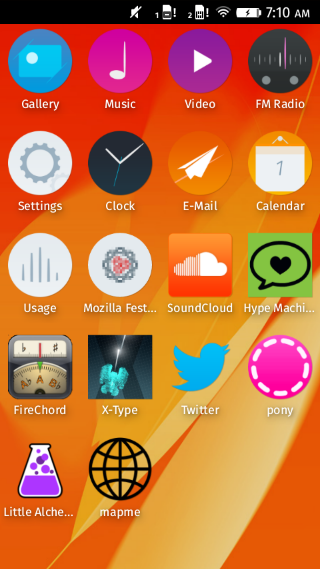 1 ! 2 ! 7:10 AM
Gallery Music Video FM Radio
1
Settings Clock E-Mail Calendar
Usage Mozilla Fest... SoundCloud Hype Machi...
b #
A A B
FireChord X-Type Twitter pony
Little Alche... mapme